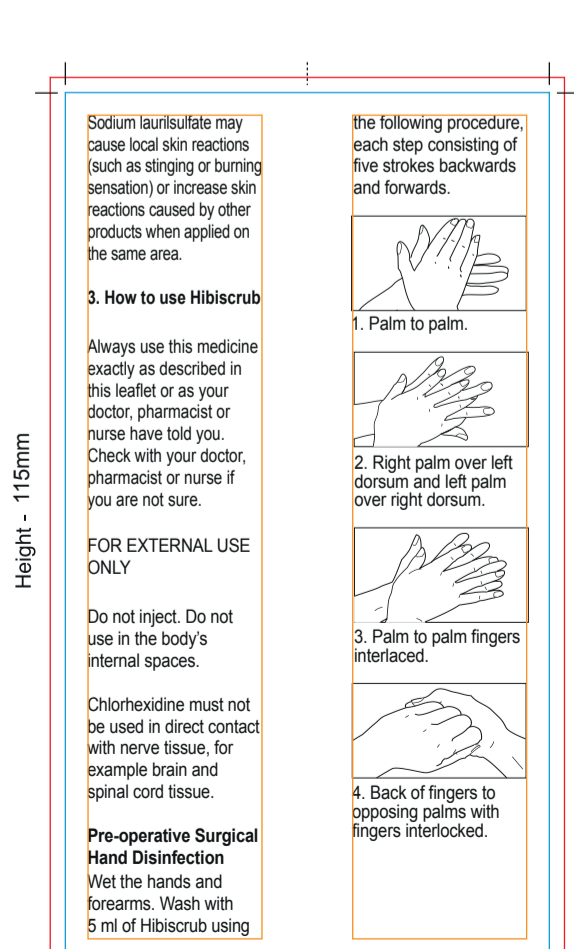 Height - 115mm
Sodium laurilsulfate may
cause local skin reactions
(such as stinging or burning
sensation) or increase skin
reactions caused by other
products when applied on
the same area.
3. How to use Hibiscrub
Always use this medicine
exactly as described in
this leaflet or as your
doctor, pharmacist or
nurse have told you.
Check with your doctor,
pharmacist or nurse if
you are not sure.
FOR EXTERNAL USE
ONLY
Do not inject. Do not
use in the body’s
internal spaces.
Chlorhexidine must not
be used in direct contact
with nerve tissue, for
example brain and
spinal cord tissue.
Pre-operative Surgical
Hand Disinfection
Wet the hands and
forearms. Wash with
5 ml of Hibiscrub using
the following procedure,
each step consisting of
five strokes backwards
and forwards.
1. Palm to palm.
2. Right palm over left
dorsum and left palm
over right dorsum.
3. Palm to palm fingers
interlaced.
4. Back of fingers to
opposing palms with
fingers interlocked.